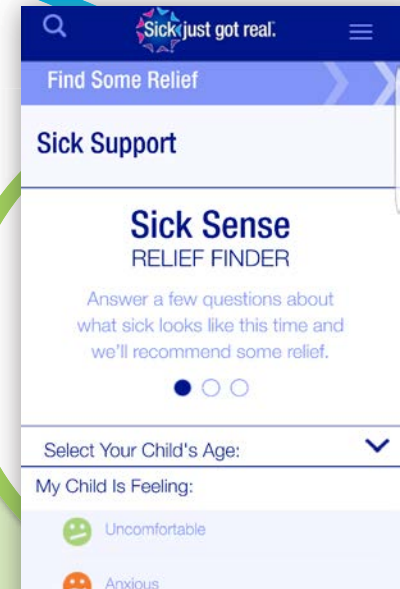 Sick just got real.
Find Some Relief
Sick Support
Sick Sense
RELIEF FINDER
Answer a few questions about
what sick looks like this time and
we'll recommend some relief.
Select Your Child's Age:
My Child Is Feeling:
Uncomfortable
Anxious